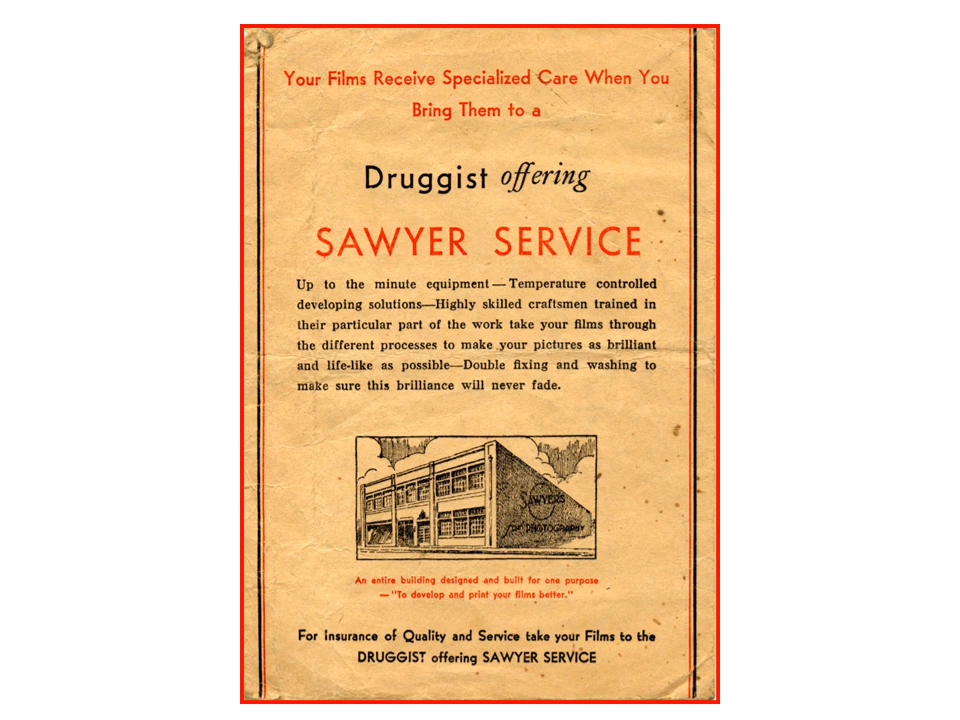 Your Films Receive Specialized Care When You
Bring Them to a
Druggist offering
SAWYER SERVICE
Up to the minute equipment — Temperature controlled
developing solutions—Highly skilled craftsmen trained in
their particular part of the work take your films through
the different processes to make your pictures as brilliant
and life-like as possible—Double fixing and washing to
make sure this brilliance will never fade.
SAWYERS
PHOTOGRAPHY
An entire building designed and built for one purpose
— "To develop and print your films better."
For Insurance of Quality and Service take your Films to the
DRUGGIST offering SAWYER SERVICE